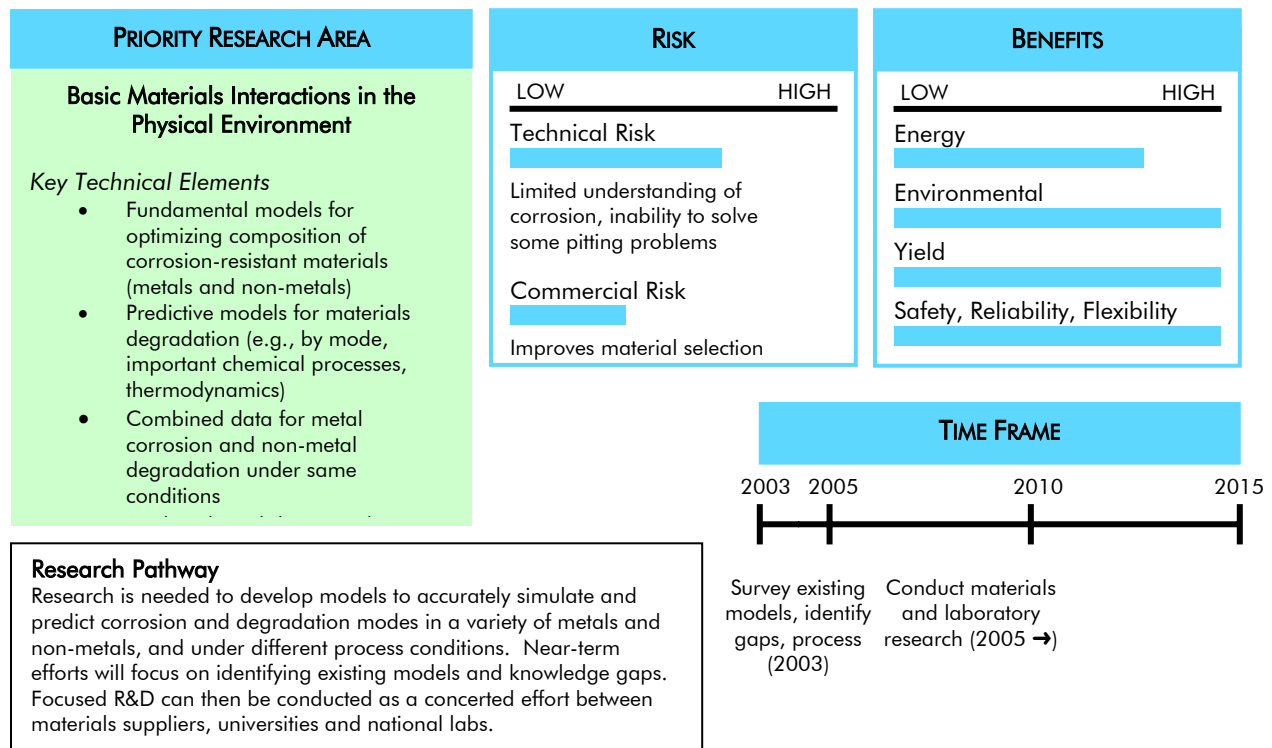 PRIORITY RESEARCH AREA
Basic Materials Interactions in the
Physical Environment
Key Technical Elements
• Fundamental models for
optimizing composition of
corrosion-resistant materials
(metals and non-metals)
• Predictive models for materials
degradation (e.g., by mode,
important chemical processes,
thermodynamics)
• Combined data for metal
corrosion and non-metal
degradation under same
conditions
RISK
LOW HIGH
Technical Risk
Limited understanding of
corrosion, inability to solve
some pitting problems
Commercial Risk
Improves material selection
BENEFITS
LOW HIGH
Energy
Environmental
Yield
Safety, Reliability, Flexibility
TIME FRAME
2003 2005 2010 2015
Survey existing
models, identify
gaps, process
(2003)
Conduct materials
and laboratory
research (2005 →)
Research Pathway
Research is needed to develop models to accurately simulate and
predict corrosion and degradation modes in a variety of metals and
non-metals, and under different process conditions.  Near-term
efforts will focus on identifying existing models and knowledge gaps.
Focused R&D can then be conducted as a concerted effort between
materials suppliers, universities and national labs.